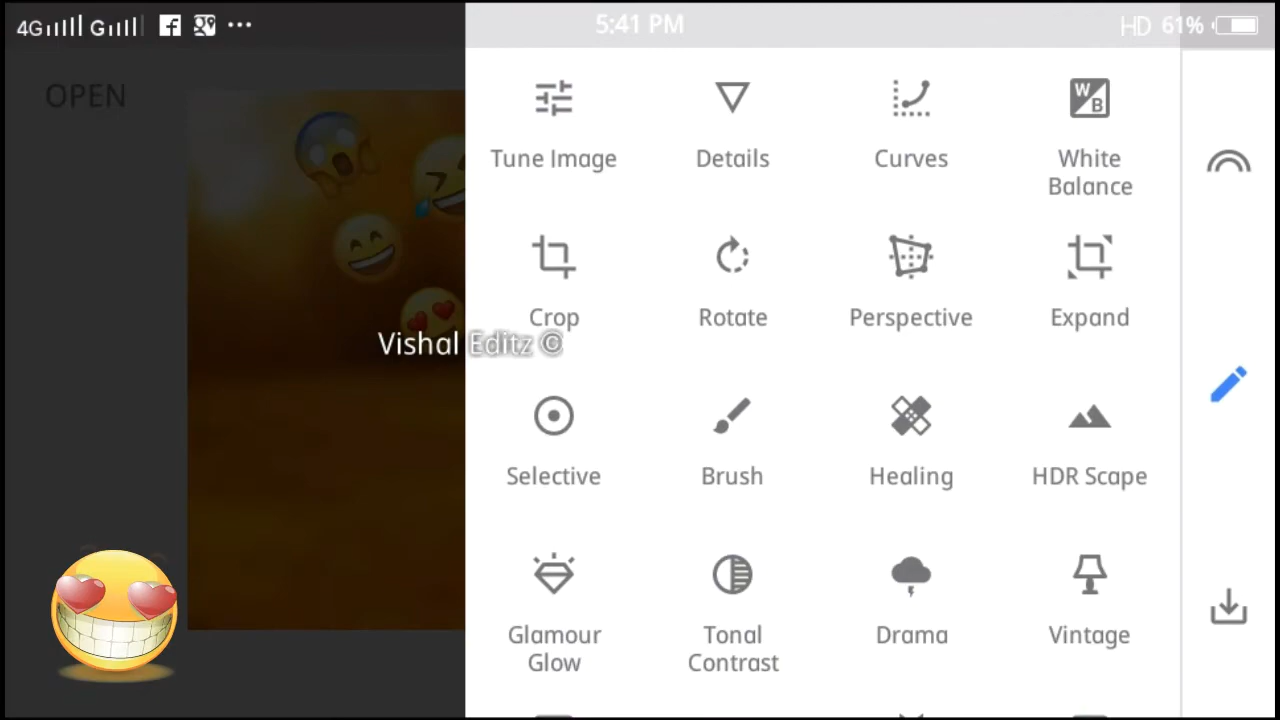 4G G 5:41 PM HD 61%
OPEN
Tune Image Details Curves White
Balance
Crop Rotate Perspective Expand
Vishal Editz ©
Selective Brush Healing HDR Scape
Glamour Tonal Drama Vintage
Glow Contrast